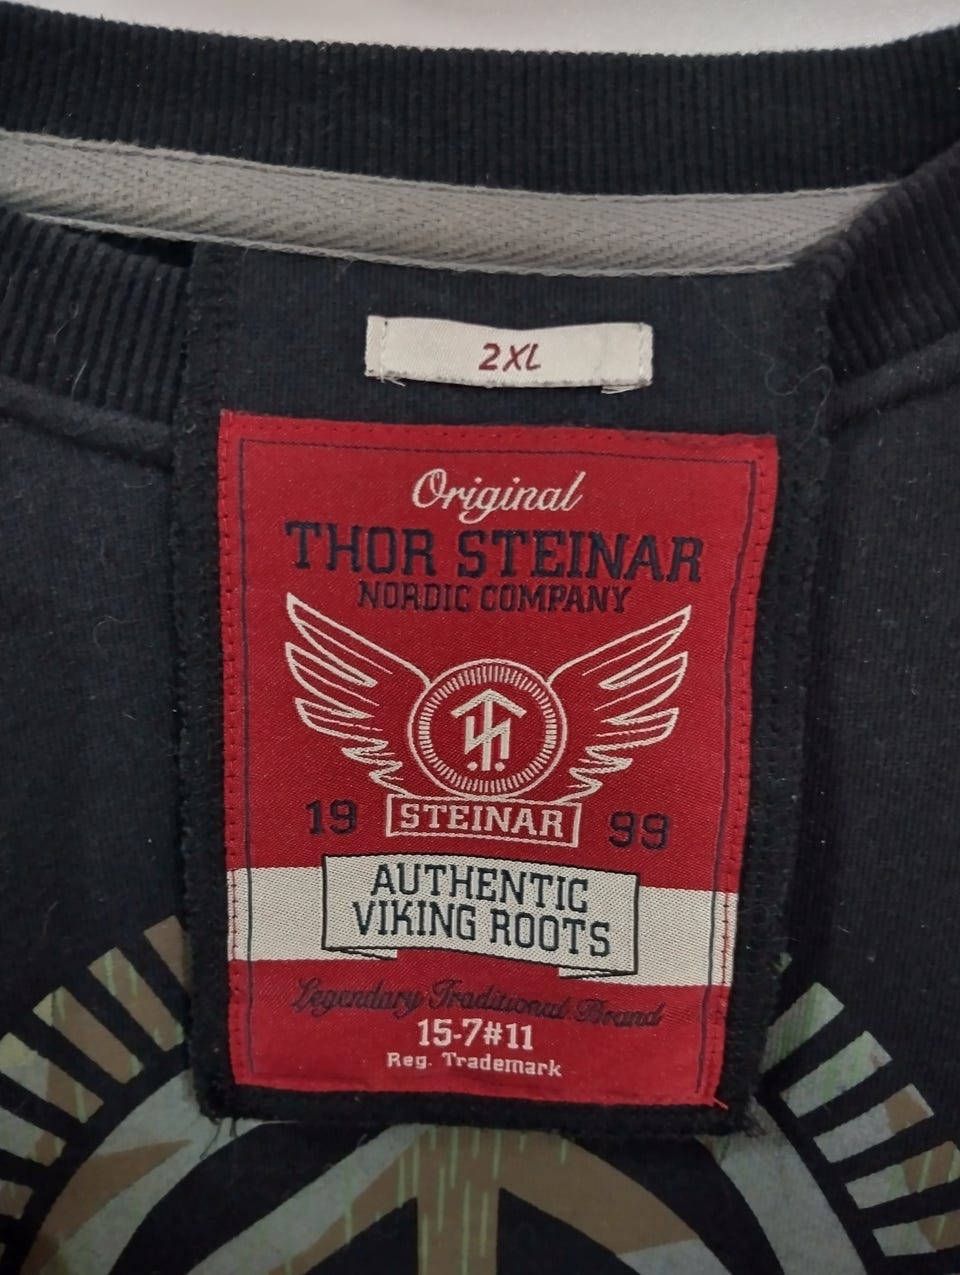 2XL
Original
THOR STEINAR
NORDIC COMPANY
STEINAR
19 99
AUTHENTIC
VIKING ROOTS
Legendary Traditional Brand
15-7#11
Reg. Trademark